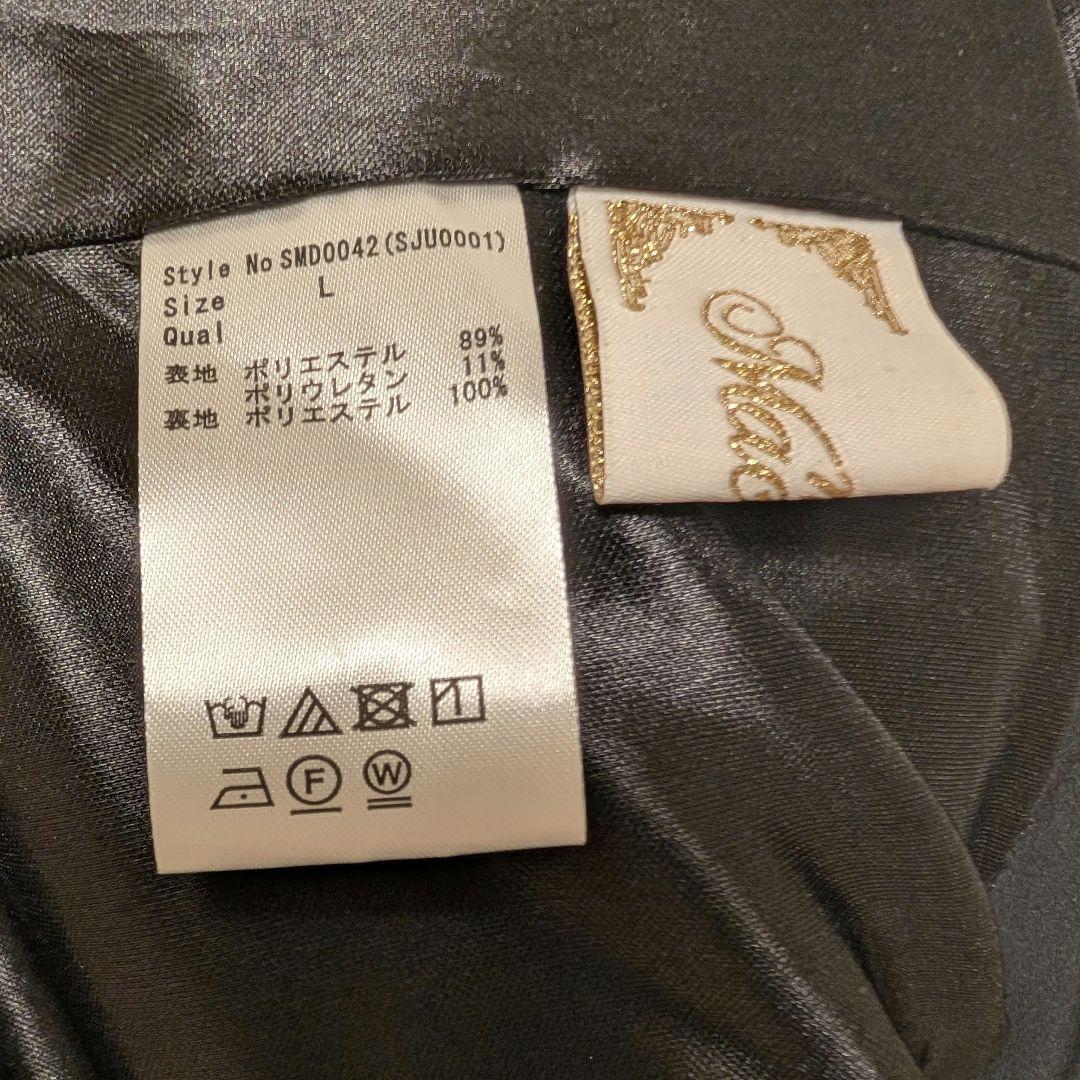 Style No SMD0042(SJU0001)
Size L
Qual
表地 ポリエステル 89%
ポリウレタン 11%
裏地 ポリエステル 100%
1
F
W